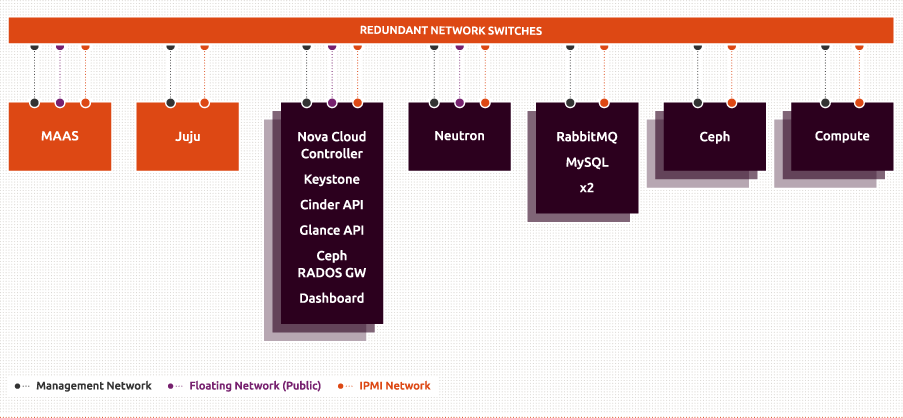 REDUNDANT NETWORK SWITCHES
MAAS
Juju
Nova Cloud
Controller
Keystone
Cinder API
Glance API
Ceph
RADOS GW
Dashboard
Neutron
RabbitMQ
MySQL
x2
Ceph
Compute
Management Network
Floating Network (Public)
IPMI Network